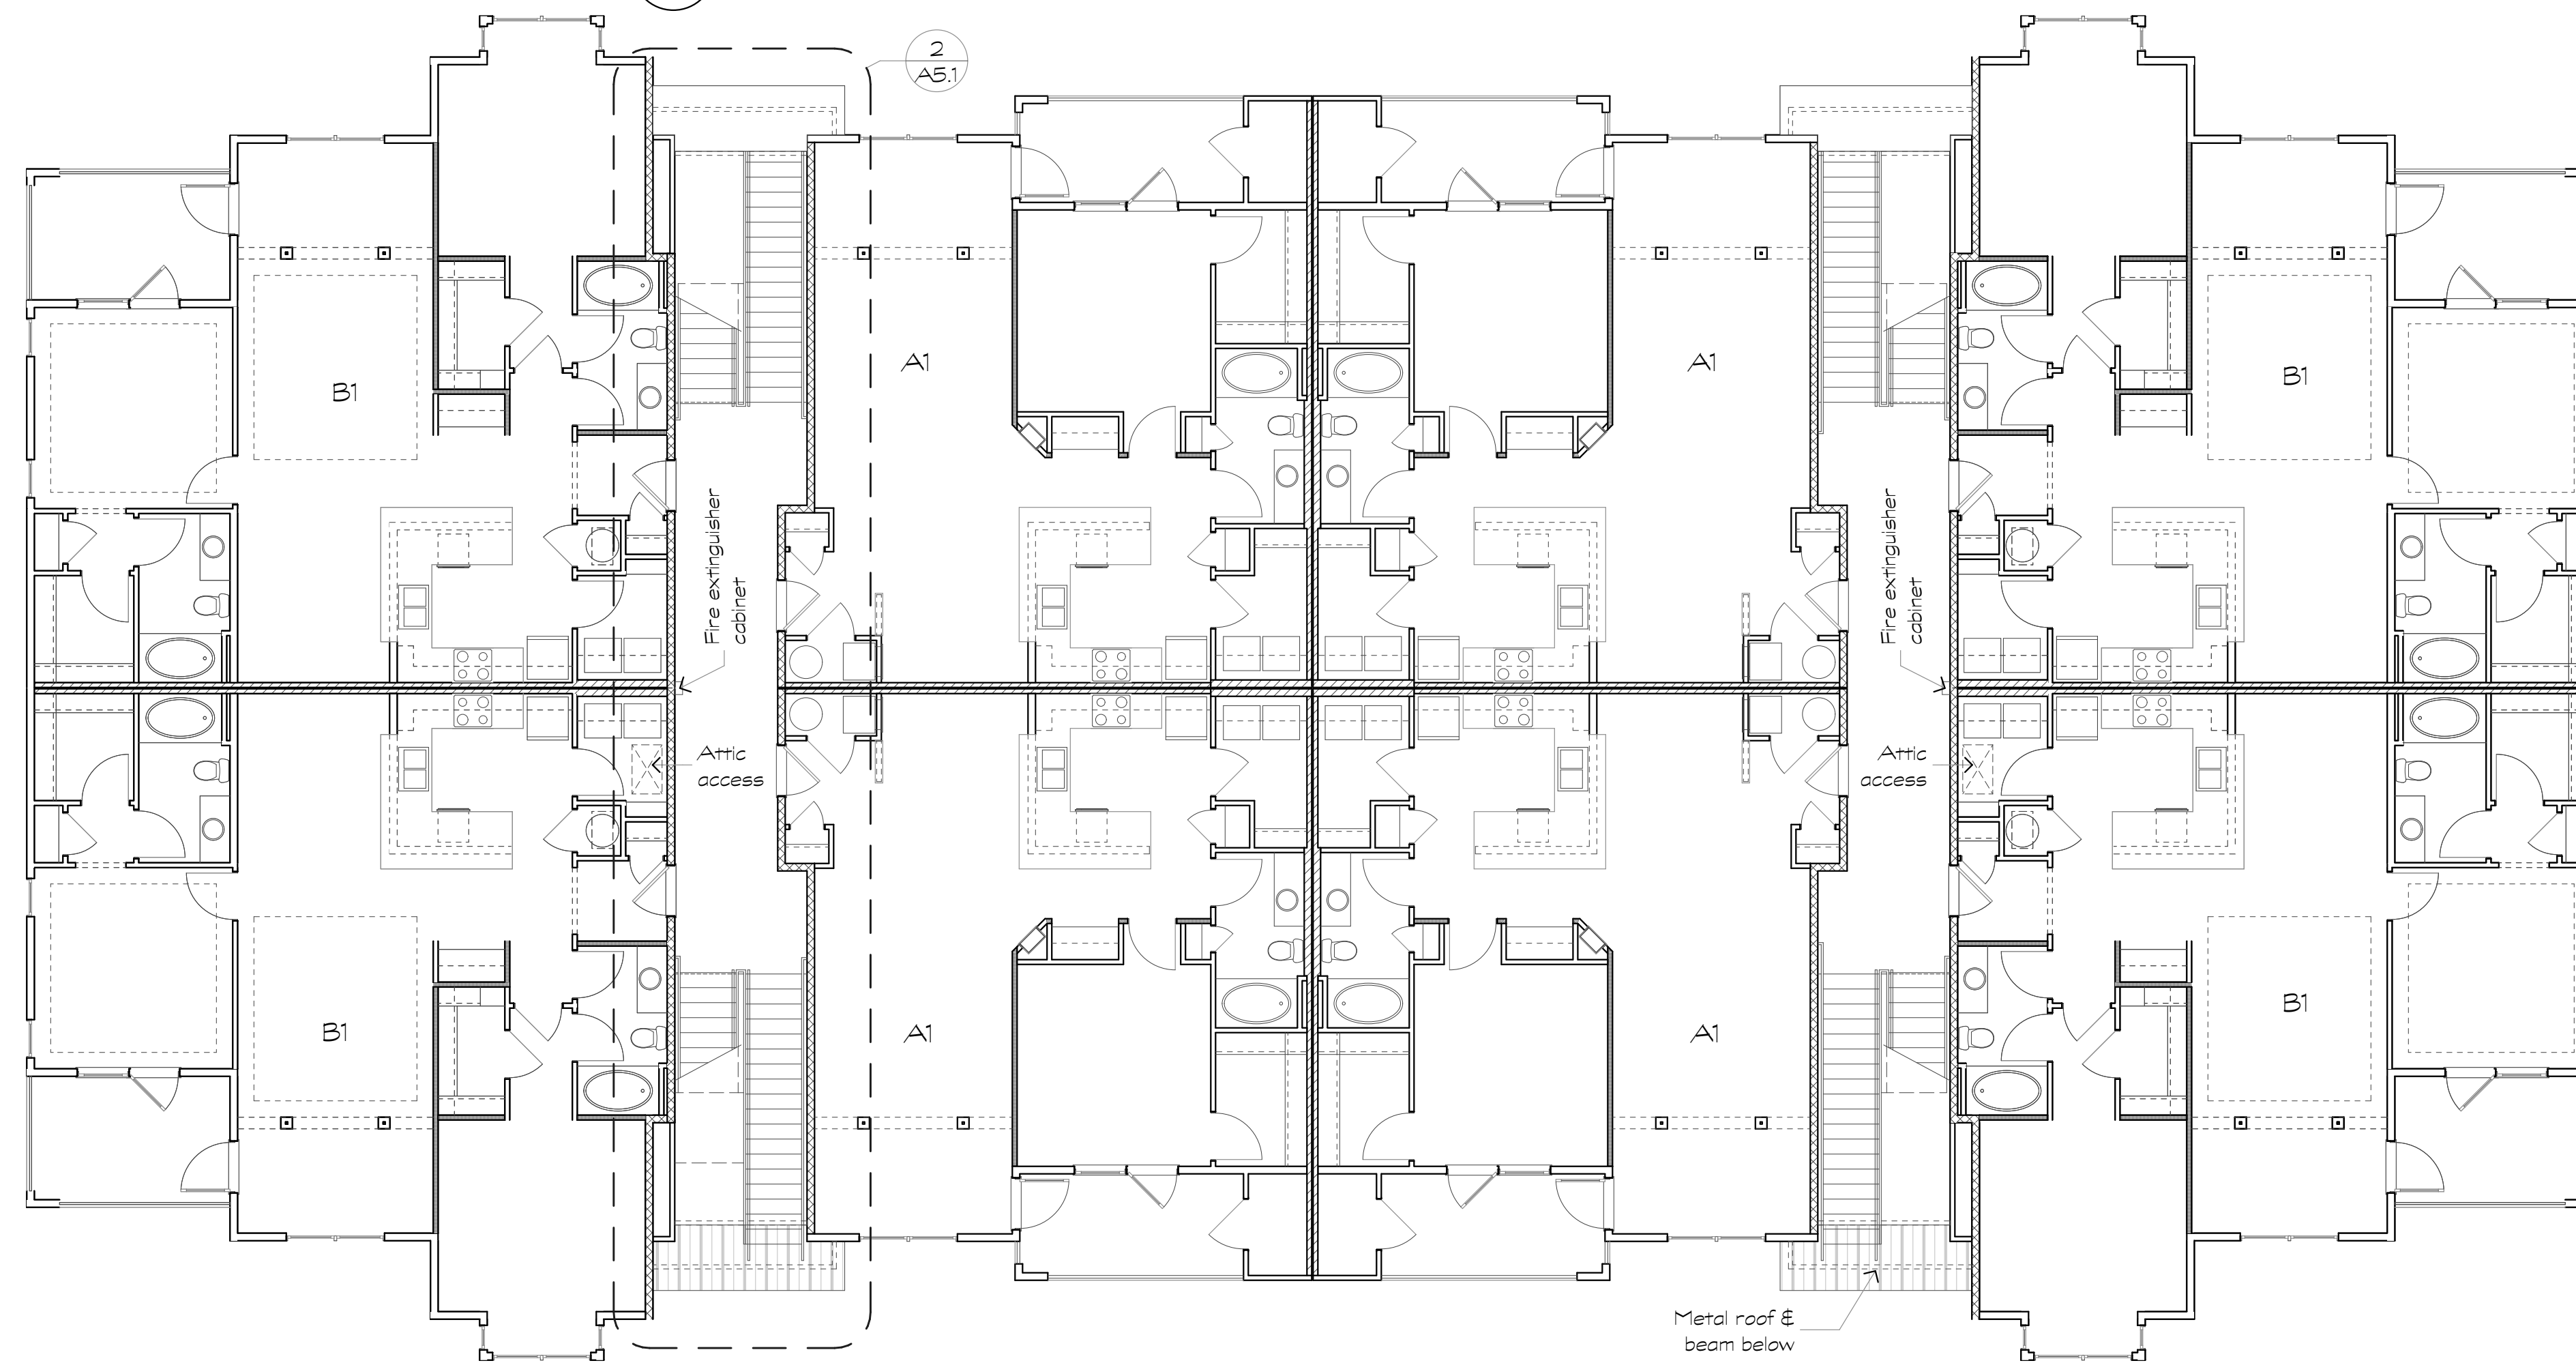 2
A5.1
A1
A1
B1
B1
Fire extinguisher
cabinet
Fire extinguisher
cabinet
Attic
access
Attic
access
B1
A1
A1
B1
Metal roof &
beam below